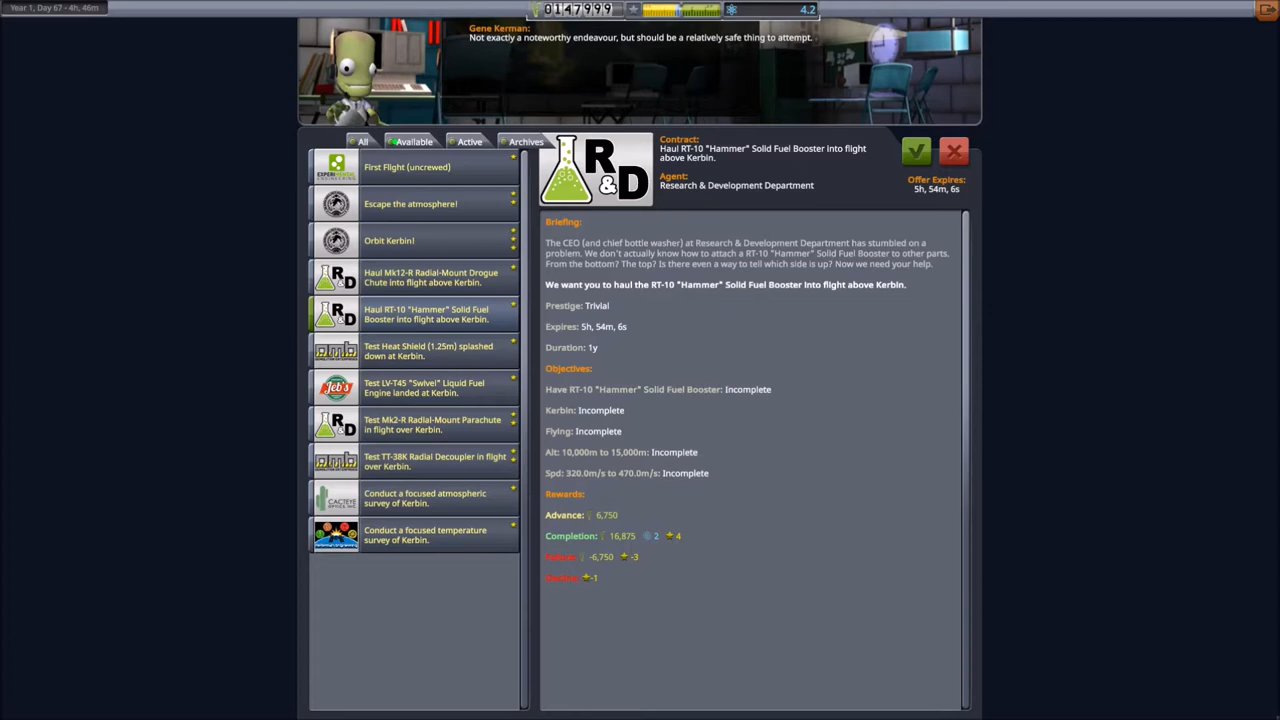 Year 1, Day 67 - 4h, 46m
0147999
4.2
Gene Kerman:
Not exactly a noteworthy endeavour, but should be a relatively safe thing to attempt.
All
Available
Active
Archives
EXPERIMENTAL
First Flight (uncrewed)
Escape the atmosphere!
Orbit Kerbin!
R&D
Haul Mk12-R Radial-Mount Drogue
Chute into flight above Kerbin.
R&D
Haul RT-10 "Hammer" Solid Fuel
Booster into flight above Kerbin.
Test Heat Shield (1.25m) splashed
down at Kerbin.
Jeb's
Test LV-T45 "Swivel" Liquid Fuel
Engine landed at Kerbin.
R&D
Test Mk2-R Radial-Mount Parachute
in flight over Kerbin.
Test TT-38K Radial Decoupler in flight
over Kerbin.
CACTEYE
OPTICS, INC.
Conduct a focused atmospheric
survey of Kerbin.
Conduct a focused temperature
survey of Kerbin.
R&D
Contract:
Haul RT-10 "Hammer" Solid Fuel Booster into flight
above Kerbin.
Agent:
Research & Development Department
Offer Expires:
5h, 54m, 6s
Briefing:
The CEO (and chief bottle washer) at Research & Development Department has stumbled on a
problem. We don't actually know how to attach a RT-10 "Hammer" Solid Fuel Booster to other parts.
From the bottom? The top? Is there even a way to tell which side is up? Now we need your help.
We want you to haul the RT-10 "Hammer" Solid Fuel Booster into flight above Kerbin.
Prestige: Trivial
Expires: 5h, 54m, 6s
Duration: 1y
Objectives:
Have RT-10 "Hammer" Solid Fuel Booster: Incomplete
Kerbin: Incomplete
Flying: Incomplete
Alt: 10,000m to 15,000m: Incomplete
Spd: 320.0m/s to 470.0m/s: Incomplete
Rewards:
Advance: 6,750
Completion: 16,875 2 4
Failure: -6,750 -3
Decline: -1